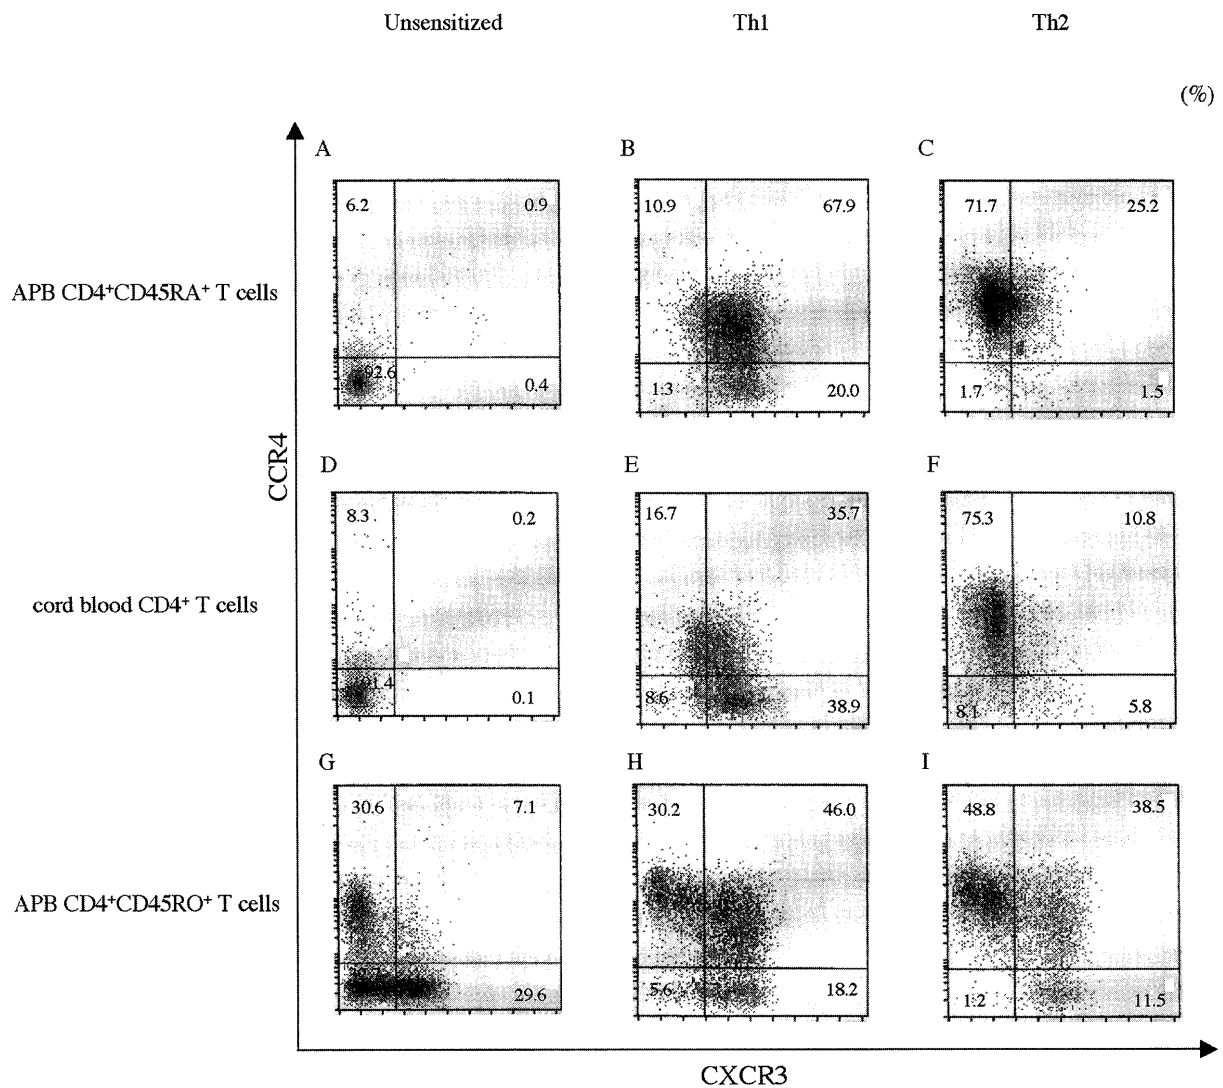 Unsensitized Th1 Th2
(%)
A B C
6.2 0.9 10.9 67.9 71.7 25.2
APB CD4⁺CD45RA⁺ T cells
92.6 0.4 1.3 20.0 1.7 1.5
CCR4
D E F
8.3 0.2 16.7 35.7 75.3 10.8
cord blood CD4⁺ T cells
91.4 0.1 8.6 38.9 8.1 5.8
G H I
30.6 7.1 30.2 46.0 48.8 38.5
APB CD4⁺CD45RO⁺ T cells
29.6 5.6 18.2 1.2 11.5
CXCR3